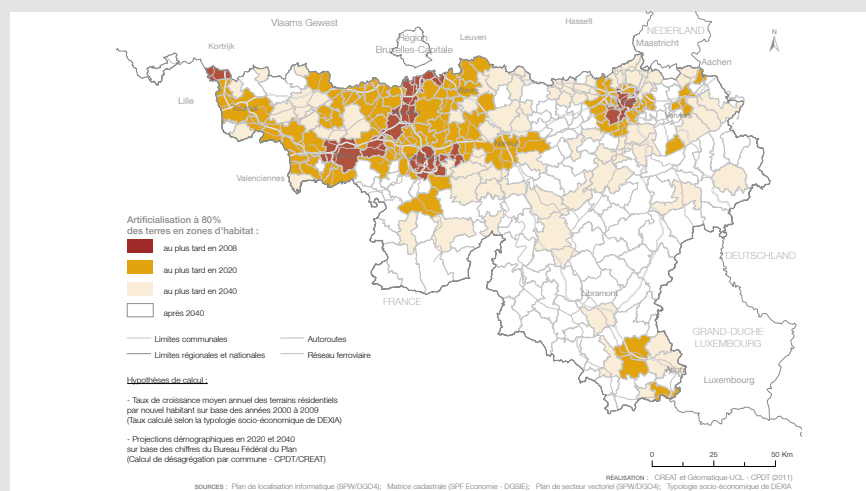 Vlaams Gewest
Hasselt
NEDERLAND
Kortrijk
Région
Bruxelles-Capitale
Leuven
Maastricht
N
Aachen
Lille
Tournai
Wavre
Verviers
Namur
Valenciennes
Artificialisation à 80%
des terres en zones d'habitat :
au plus tard en 2008
au plus tard en 2020
au plus tard en 2040
après 2040
DEUTSCHLAND
FRANCE
Libramont
GRAND-DUCHE
LUXEMBOURG
Arlon
Luxembourg
Limites communales
Autoroutes
Limites régionales et nationales
Réseau ferroviaire
Hypothèses de calcul :
- Taux de croissance moyen annuel des terrains résidentiels
par nouvel habitant sur base des années 2000 à 2009
(Taux calculé selon la typologie socio-économique de DEXIA)
- Projections démographiques en 2020 et 2040
sur base des chiffres du Bureau Fédéral du Plan
(Calcul de désagrégation par commune - CPDT/CREAT)
0 25 50 Km
RÉALISATION : CREAT et Géomatique-UCL - CPDT (2011)
SOURCES : Plan de localisation informatique (SPW/DGO4); Matrice cadastrale (SPF Economie - DGSIE); Plan de secteur vectoriel (SPW/DGO4); Typologie socio-économique de DEXIA